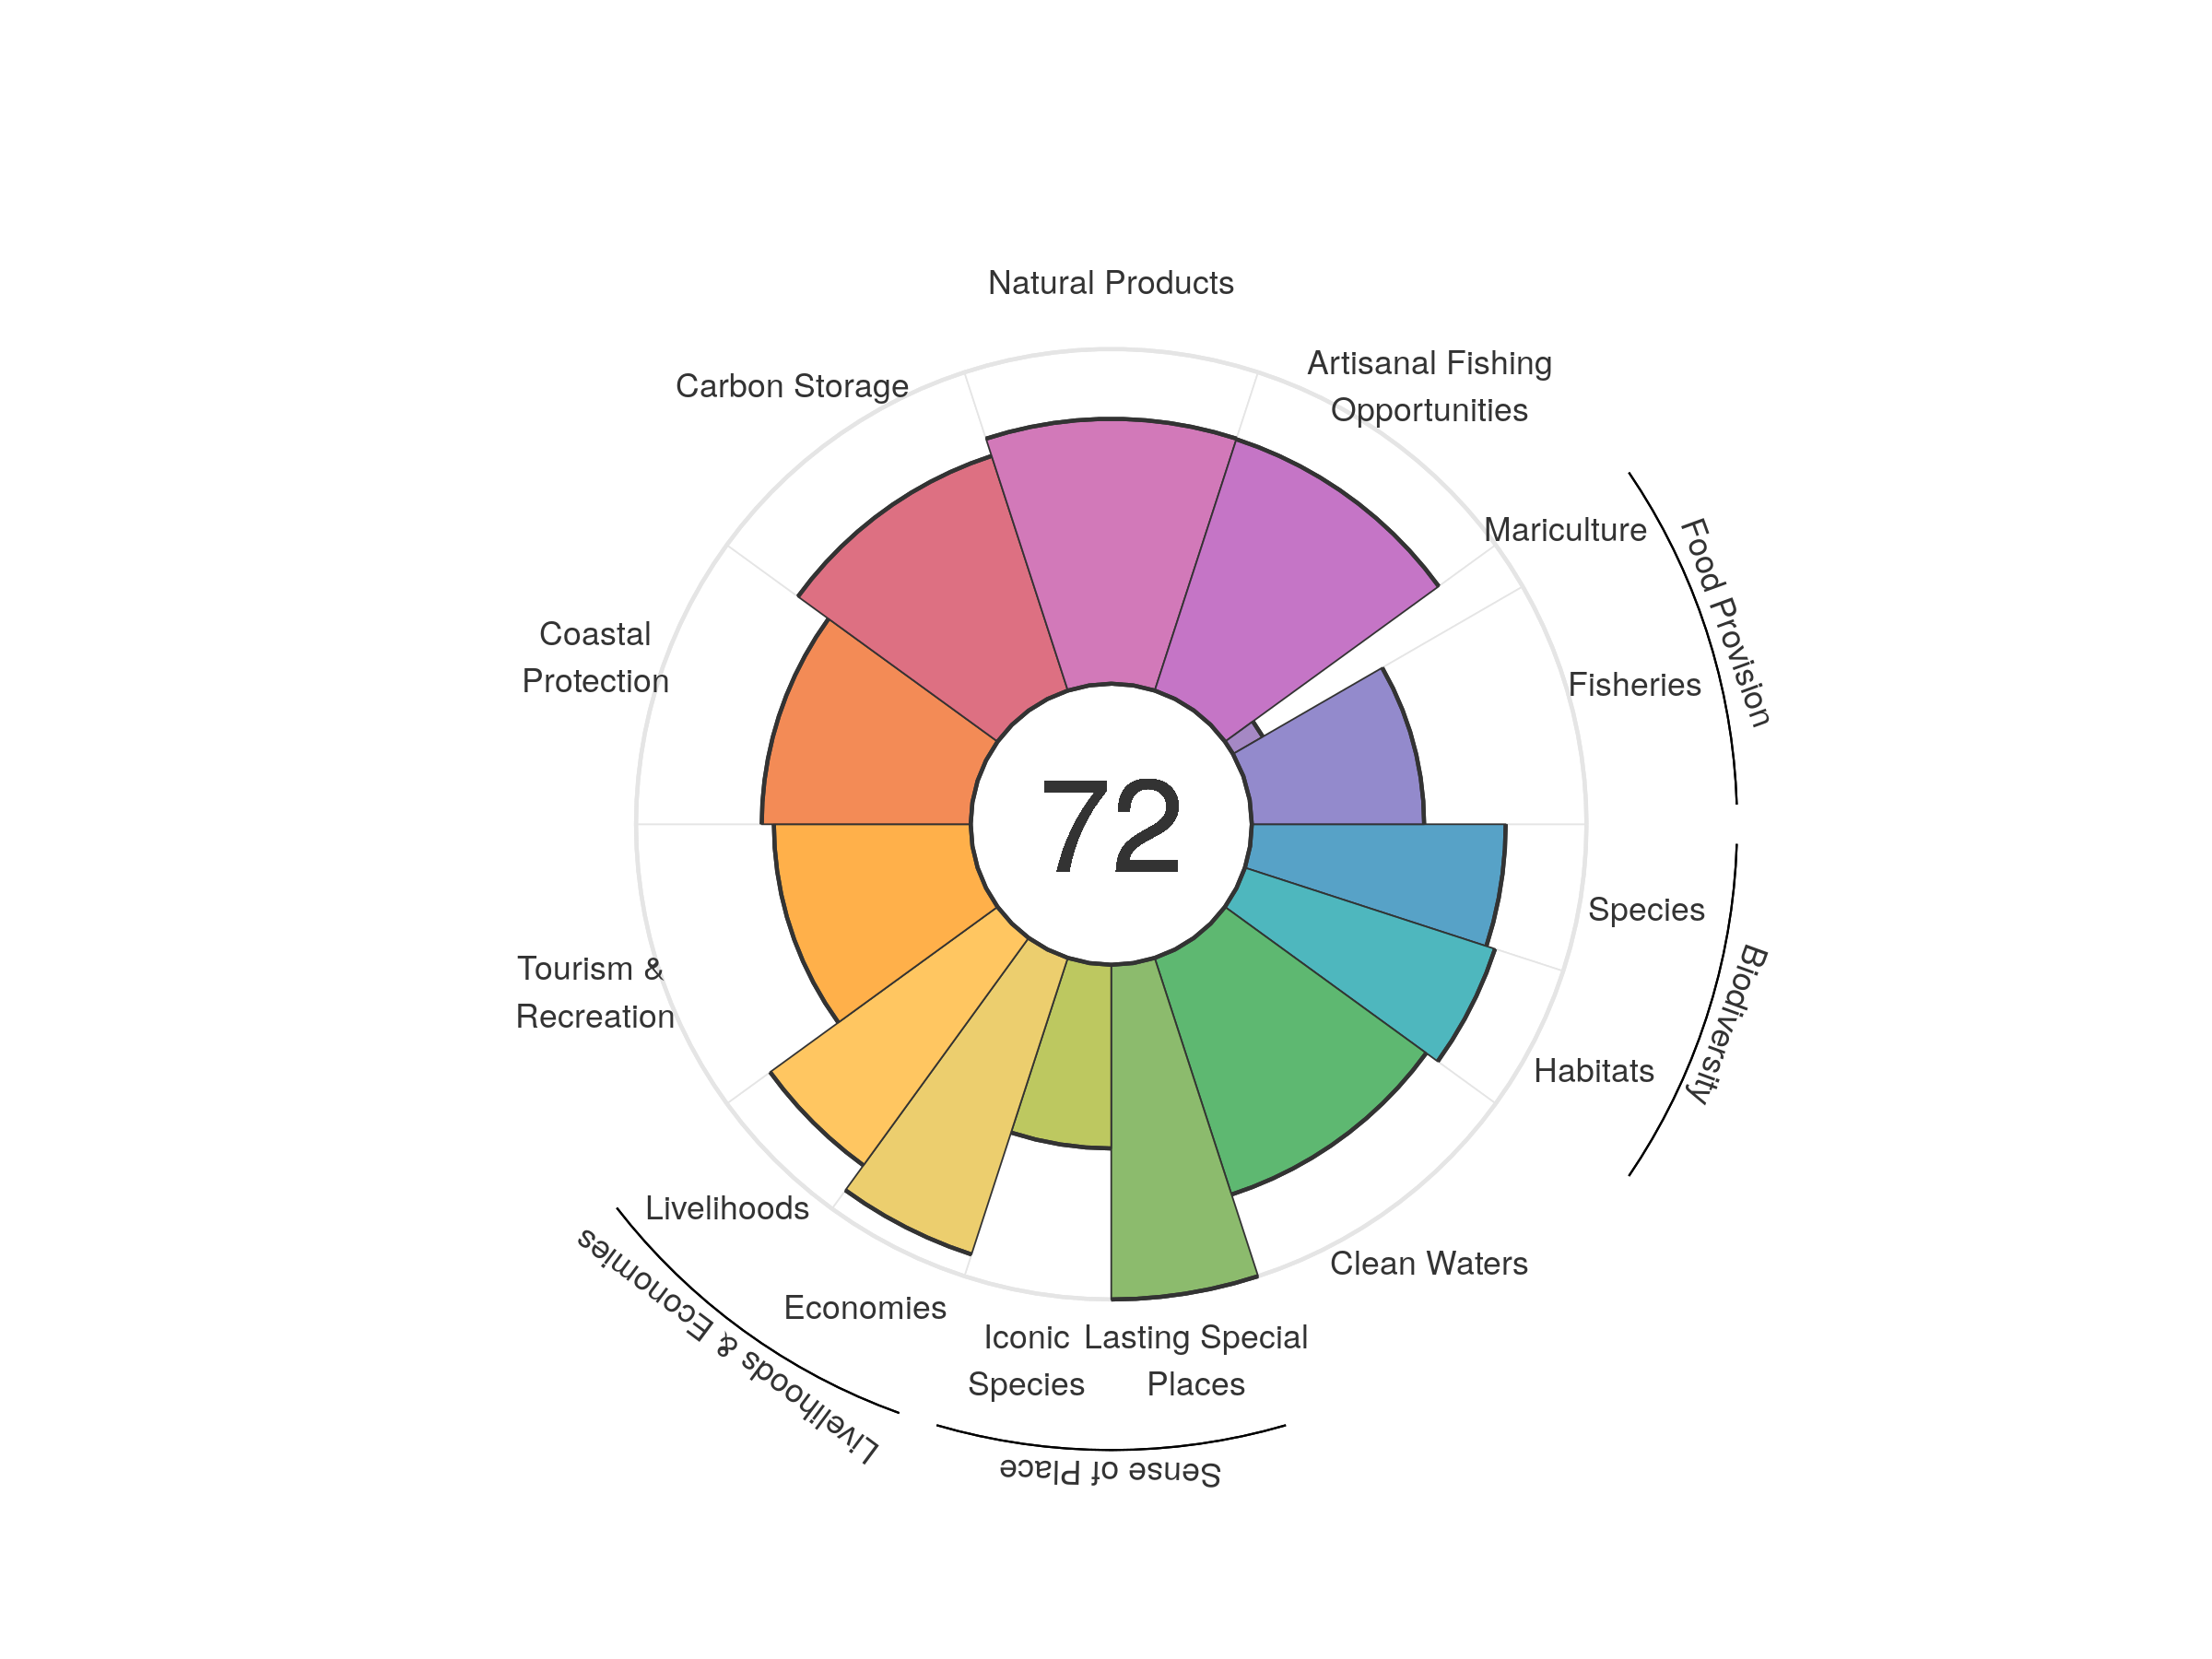 Natural Products
Artisanal Fishing
Opportunities
Carbon Storage
Mariculture
Food Provision
Coastal
Protection
Fisheries
72
Species
Biodiversity
Tourism &
Recreation
Habitats
Livelihoods
Clean Waters
Livelihoods & Economies
Economies
Iconic
Species
Lasting Special
Places
Sense of Place